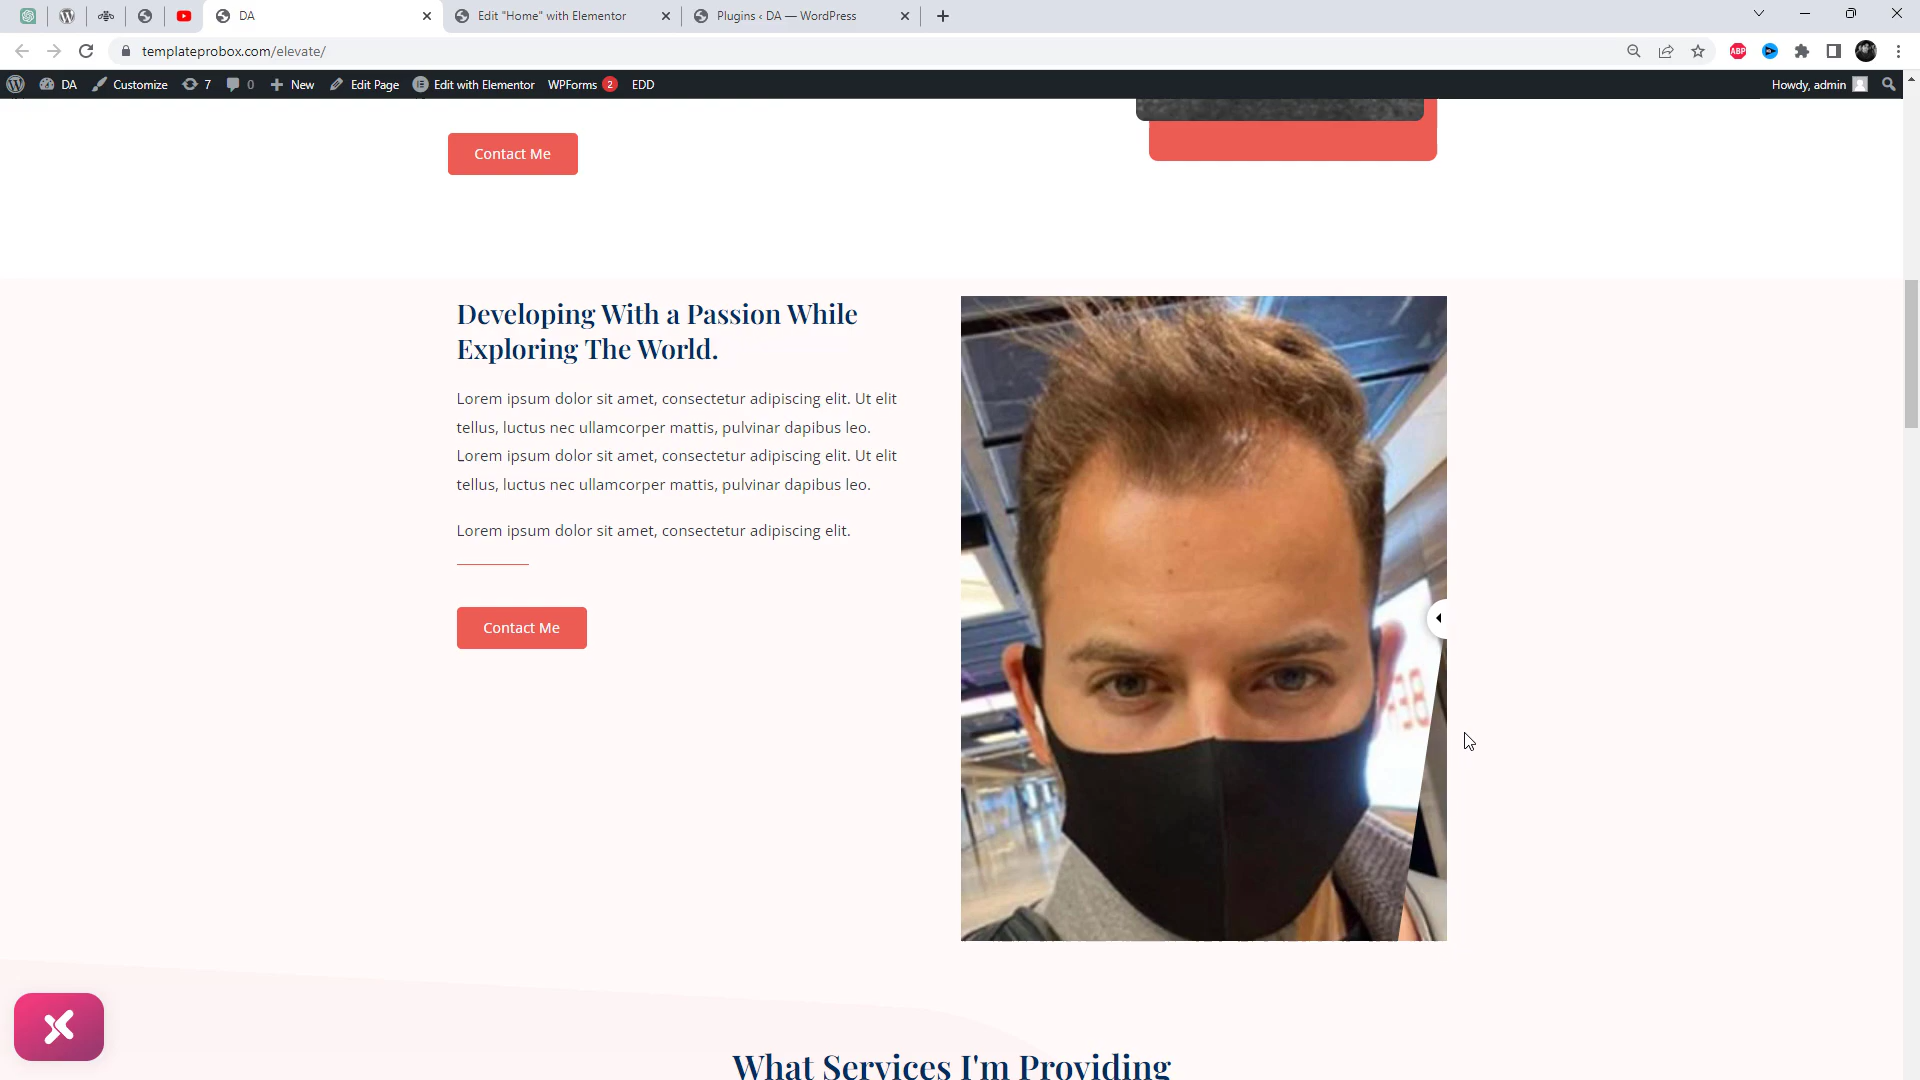 DA
Edit "Home" with Elementor
Plugins ‹ DA — WordPress
templateprobox.com/elevate/
ABP
DA
Customize
7
0
New
Edit Page
Edit with Elementor
WPForms 2
EDD
Howdy, admin
Contact Me
Developing With a Passion While
Exploring The World.
Lorem ipsum dolor sit amet, consectetur adipiscing elit. Ut elit
tellus, luctus nec ullamcorper mattis, pulvinar dapibus leo.
Lorem ipsum dolor sit amet, consectetur adipiscing elit. Ut elit
tellus, luctus nec ullamcorper mattis, pulvinar dapibus leo.
Lorem ipsum dolor sit amet, consectetur adipiscing elit.
Contact Me
What Services I'm Providing